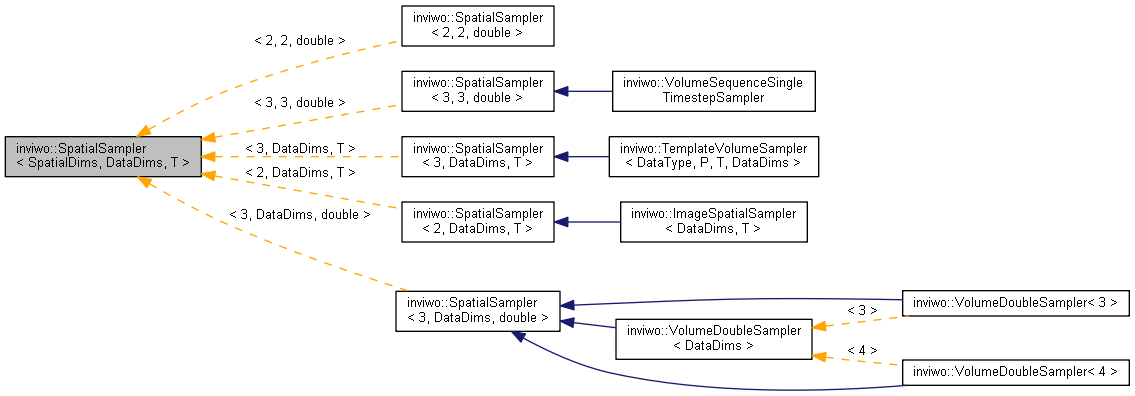 inviwo::SpatialSampler
< 2, 2, double >
< 2, 2, double >
inviwo::SpatialSampler
< 3, 3, double >
inviwo::VolumeSequenceSingle
TimestepSampler
< 3, 3, double >
inviwo::SpatialSampler
< SpatialDims, DataDims, T >
< 3, DataDims, T >
inviwo::SpatialSampler
< 3, DataDims, T >
inviwo::TemplateVolumeSampler
< DataType, P, T, DataDims >
< 2, DataDims, T >
inviwo::SpatialSampler
< 2, DataDims, T >
inviwo::ImageSpatialSampler
< DataDims, T >
< 3, DataDims, double >
inviwo::SpatialSampler
< 3, DataDims, double >
inviwo::VolumeDoubleSampler
< DataDims >
< 3 >
inviwo::VolumeDoubleSampler< 3 >
< 4 >
inviwo::VolumeDoubleSampler< 4 >